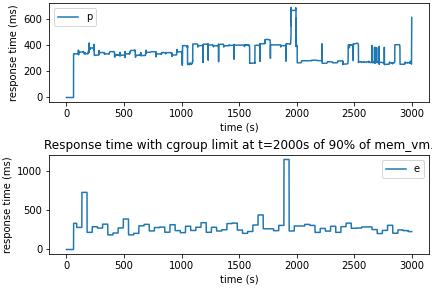 response time (ms)
600
400
200
0
p
0 500 1000 1500 2000 2500 3000
time (s)
Response time with cgroup limit at t=2000s of 90% of mem_vm.
response time (ms)
1000
500
0
e
0 500 1000 1500 2000 2500 3000
time (s)